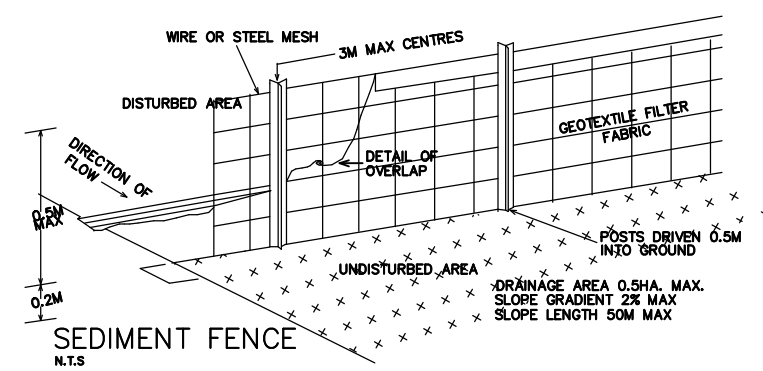 WIRE OR STEEL MESH
3M MAX CENTRES
DISTURBED AREA
GEOTEXTILE FILTER
FABRIC
DIRECTION OF
FLOW
DETAIL OF
OVERLAP
0.5M
MAX
POSTS DRIVEN 0.5M
INTO GROUND
UNDISTURBED AREA
DRAINAGE AREA 0.5HA. MAX.
SLOPE GRADIENT 2% MAX
SLOPE LENGTH 50M MAX
0.2M
SEDIMENT FENCE
N.T.S